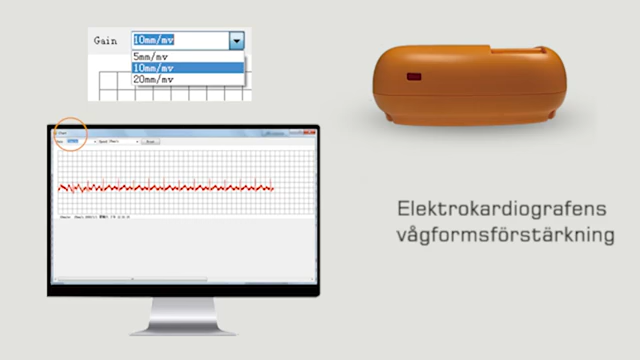 Gain 10mm/mv
5mm/mv
10mm/mv
20mm/mv
Elektrokardiografens
vågformsförstärkning